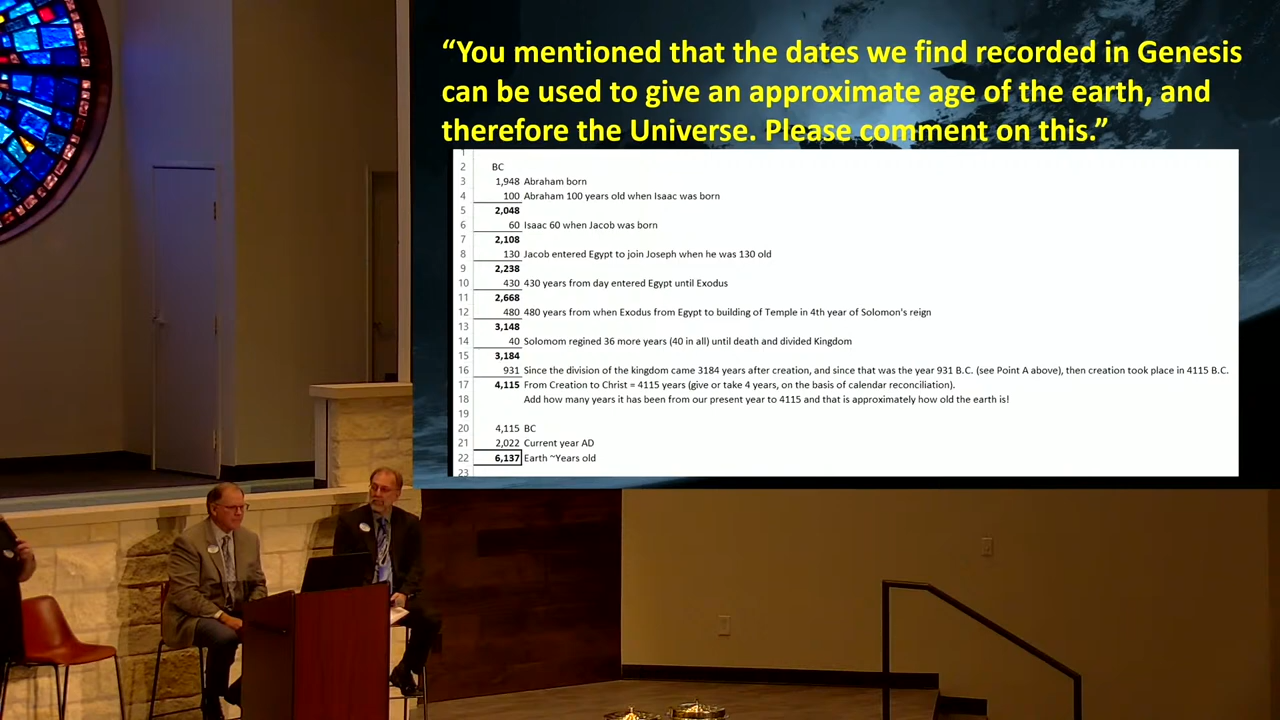 “You mentioned that the dates we find recorded in Genesis
can be used to give an approximate age of the earth, and
therefore the Universe. Please comment on this.”
2 BC
3 1,948 Abraham born
4 100 Abraham 100 years old when Isaac was born
5 2,048
6 60 Isaac 60 when Jacob was born
7 2,108
8 130 Jacob entered Egypt to join Joseph when he was 130 old
9 2,238
10 430 430 years from day entered Egypt until Exodus
11 2,668
12 480 480 years from when Exodus from Egypt to building of Temple in 4th year of Solomon's reign
13 3,148
14 40 Solomom regined 36 more years (40 in all) until death and divided Kingdom
15 3,184
16 931 Since the division of the kingdom came 3184 years after creation, and since that was the year 931 B.C. (see Point A above), then creation took place in 4115 B.C.
17 4,115 From Creation to Christ = 4115 years (give or take 4 years, on the basis of calendar reconciliation).
18 Add how many years it has been from our present year to 4115 and that is approximately how old the earth is!
19
20 4,115 BC
21 2,022 Current year AD
22 6,137 Earth ~Years old
23